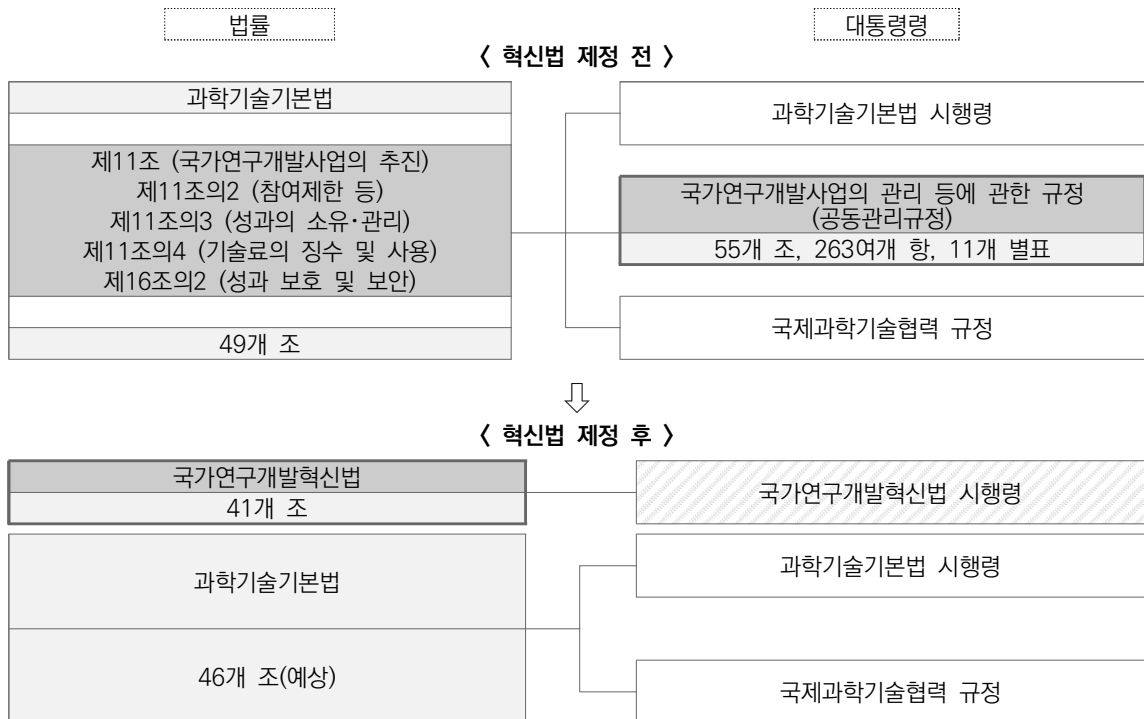 법률
대통령령
〈 혁신법 제정 전 〉
과학기술기본법
제11조 (국가연구개발사업의 추진)
제11조의2 (참여제한 등)
제11조의3 (성과의 소유·관리)
제11조의4 (기술료의 징수 및 사용)
제16조의2 (성과 보호 및 보안)
49개 조
과학기술기본법 시행령
국가연구개발사업의 관리 등에 관한 규정
(공동관리규정)
55개 조, 263여개 항, 11개 별표
국제과학기술협력 규정
〈 혁신법 제정 후 〉
국가연구개발혁신법
41개 조
국가연구개발혁신법 시행령
과학기술기본법
46개 조(예상)
과학기술기본법 시행령
국제과학기술협력 규정